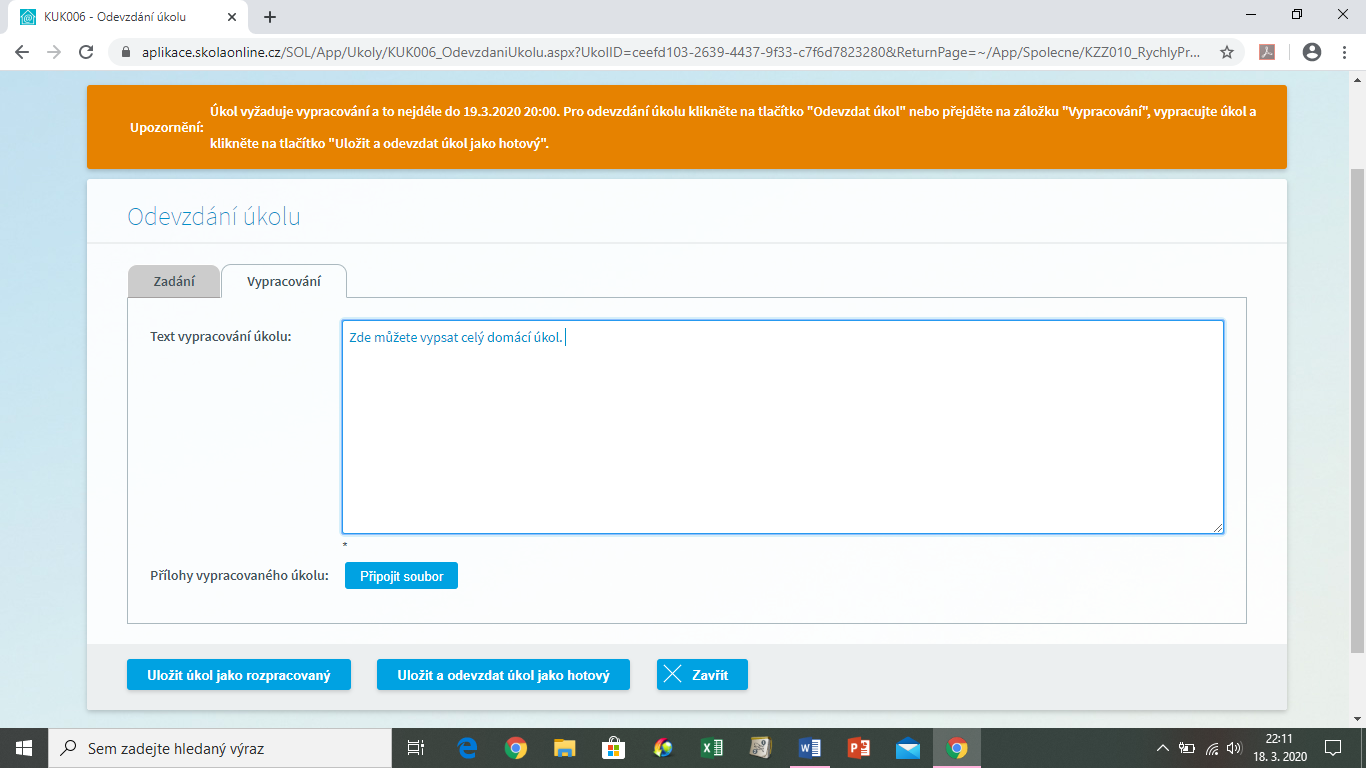 KUK006 - Odevzdání úkolu
aplikace.skolaonline.cz/SOL/App/Ukoly/KUK006_OdevzdaniUkolu.aspx?UkolID=ceefd103-2639-4437-9f33-c7f6d7823280&ReturnPage=~/App/Spolecne/KZZ010_RychlyPr...
Upozornění:
Úkol vyžaduje vypracování a to nejdéle do 19.3.2020 20:00. Pro odevzdání úkolu klikněte na tlačítko "Odevzdat úkol" nebo přejděte na záložku "Vypracování", vypracujte úkol a
klikněte na tlačítko "Uložit a odevzdat úkol jako hotový".
Odevzdání úkolu
Zadání Vypracování
Text vypracování úkolu: Zde můžete vypsat celý domácí úkol.
*
Přílohy vypracovaného úkolu: Připojit soubor
Uložit úkol jako rozpracovaný Uložit a odevzdat úkol jako hotový Zavřít
Sem zadejte hledaný výraz
22:11
18. 3. 2020